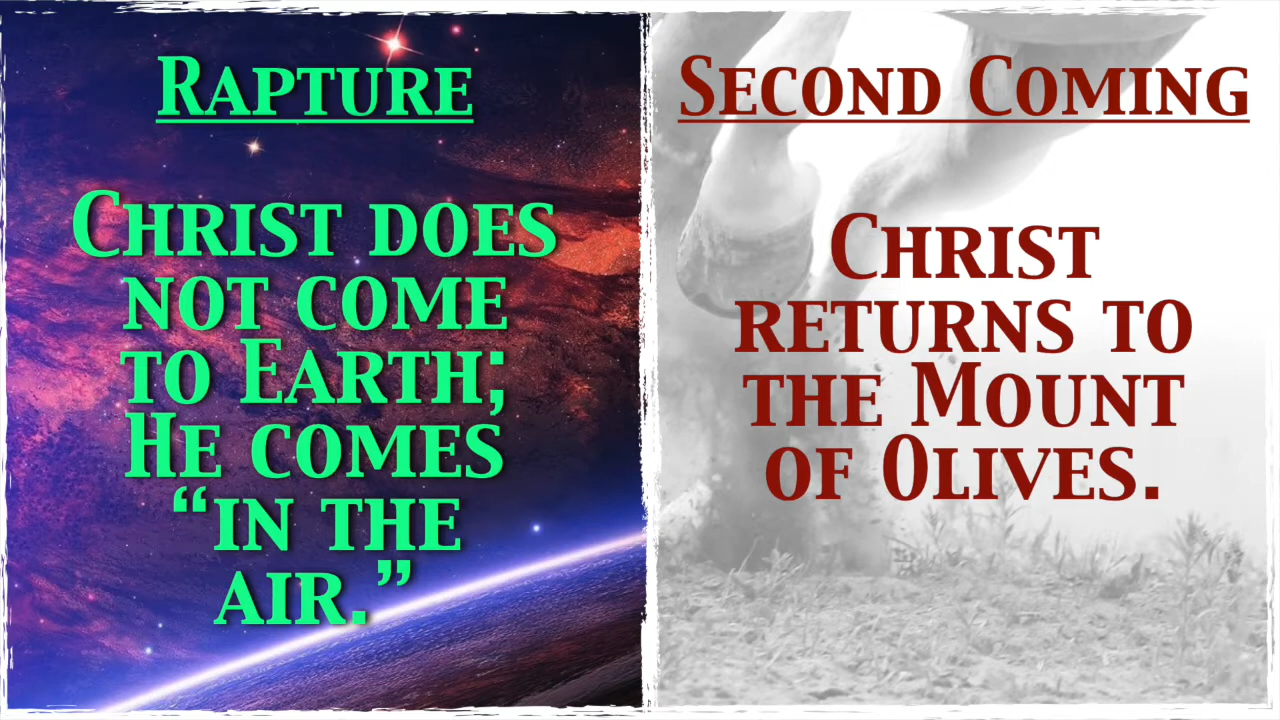 Rapture
Christ does
not come
to Earth;
He comes
“in the
air.”
Second Coming
Christ
returns to
the Mount
of Olives.